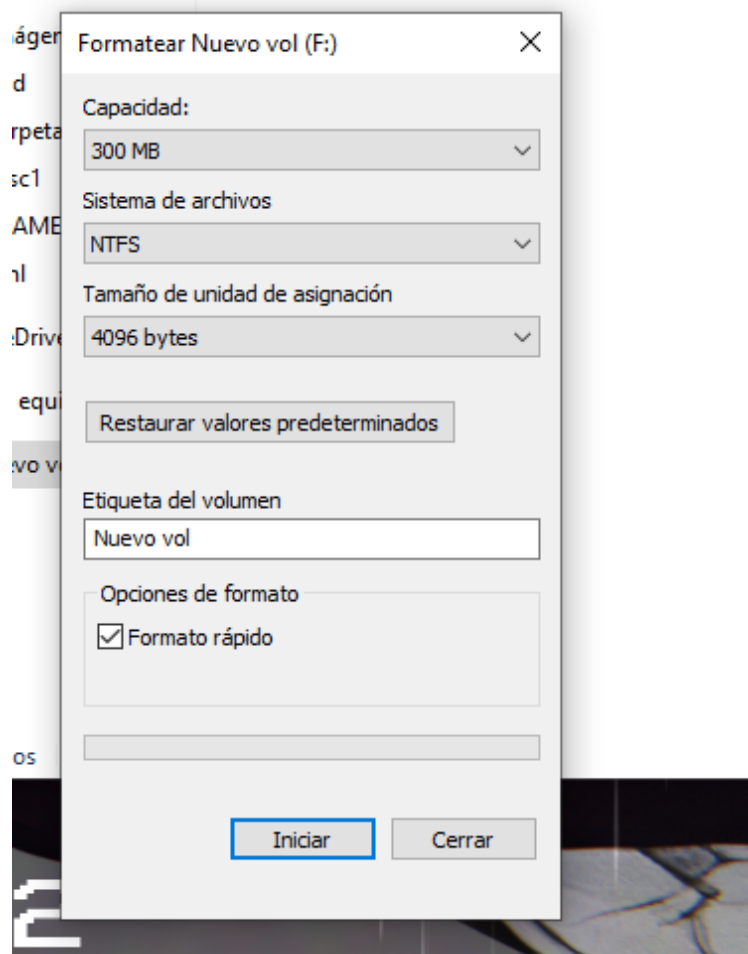 Formatear Nuevo vol (F:)
Capacidad:
300 MB
Sistema de archivos
NTFS
Tamaño de unidad de asignación
4096 bytes
Restaurar valores predeterminados
Etiqueta del volumen
Nuevo vol
Opciones de formato
Formato rápido
Iniciar
Cerrar
2